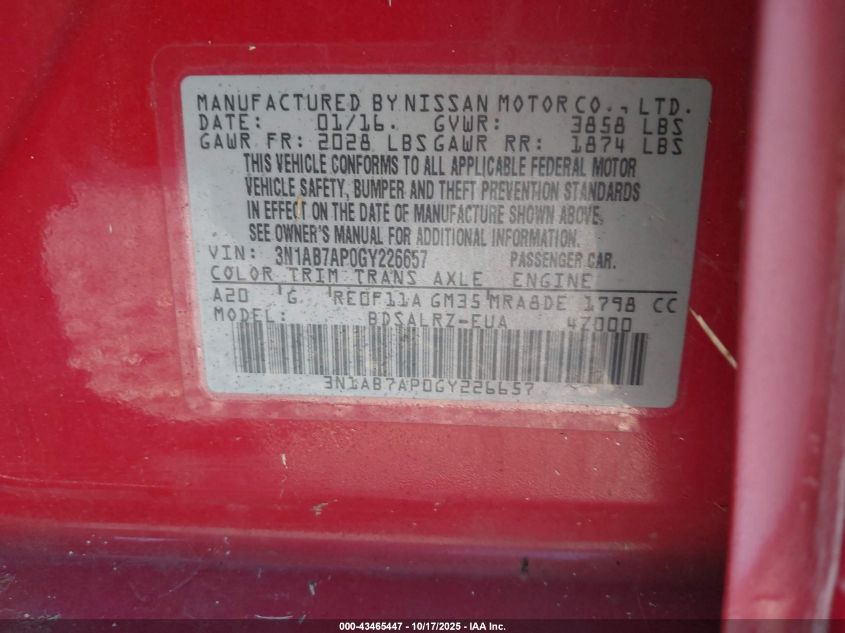 MANUFACTURED BY NISSAN MOTOR CO., LTD.
DATE: 01/16. GVWR: 3858 LBS
GAWR FR: 2028 LBS GAWR RR: 1874 LBS
THIS VEHICLE CONFORMS TO ALL APPLICABLE FEDERAL MOTOR
VEHICLE SAFETY, BUMPER AND THEFT PREVENTION STANDARDS
IN EFFECT ON THE DATE OF MANUFACTURE SHOWN ABOVE.
SEE OWNER'S MANUAL FOR ADDITIONAL INFORMATION.
VIN: 3N1AB7AP0GY226657 PASSENGER CAR.
COLOR TRIM TRANS AXLE ENGINE
A20 G RE0F11A GM35 MRA8DE 1798 CC
MODEL: BDSALRZ-EUA 4Z000
3N1AB7AP0GY226657
000-43465447 - 10/17/2025 - IAA Inc.